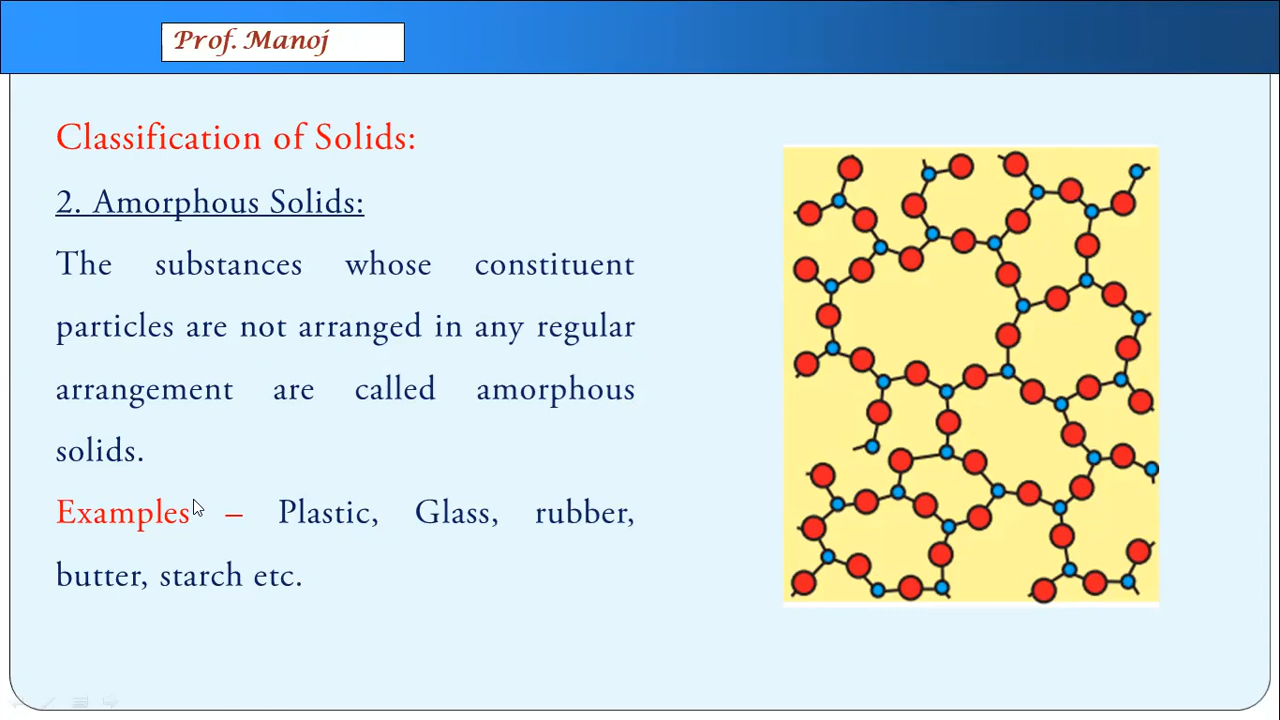 Prof. Manoj
Classification of Solids:
2. Amorphous Solids:
The substances whose constituent
particles are not arranged in any regular
arrangement are called amorphous
solids.
Examples – Plastic, Glass, rubber,
butter, starch etc.